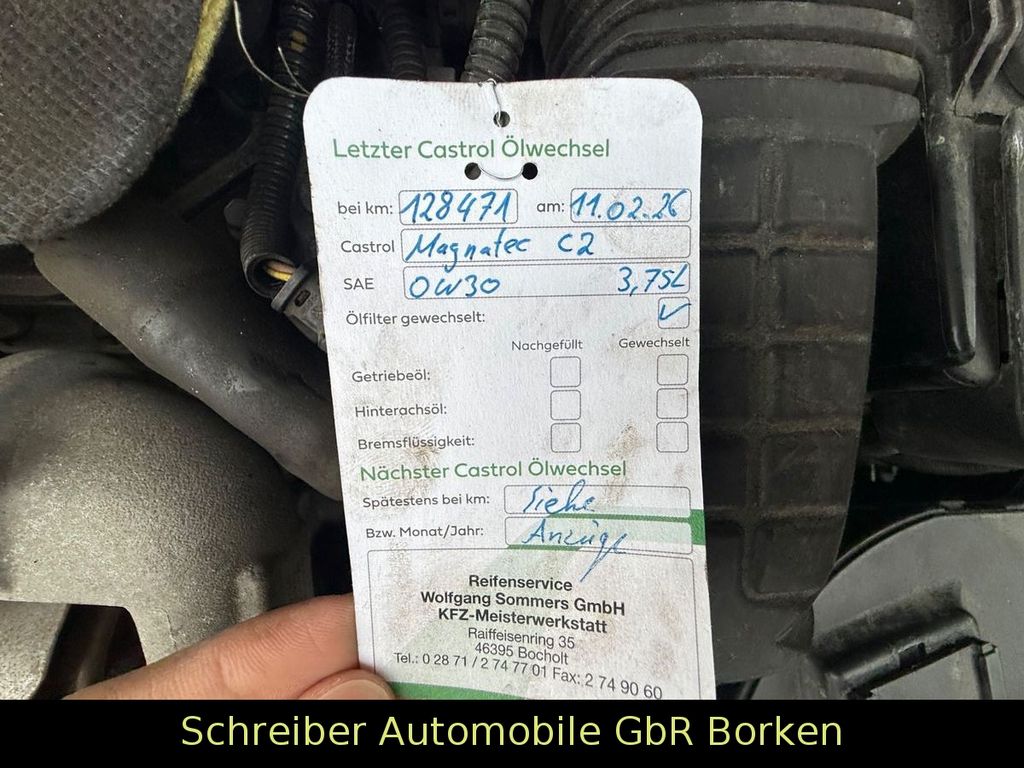 Letzter Castrol Ölwechsel
bei km: 128471 am: 11.02.26
Castrol Magnatec C2
SAE 0W30 3,75L
Ölfilter gewechselt: ✓
Nachgefüllt Gewechselt
Getriebeöl:
Hinterachsöl:
Bremsflüssigkeit:
Nächster Castrol Ölwechsel
Spätestens bei km: Siehe
Bzw. Monat/Jahr: Anzeige
Reifenservice
Wolfgang Sommers GmbH
KFZ-Meisterwerkstatt
Raiffeisenring 35
46395 Bocholt
Tel.: 0 28 71 / 2 74 77 01 Fax: 2 74 90 60
Schreiber Automobile GbR Borken